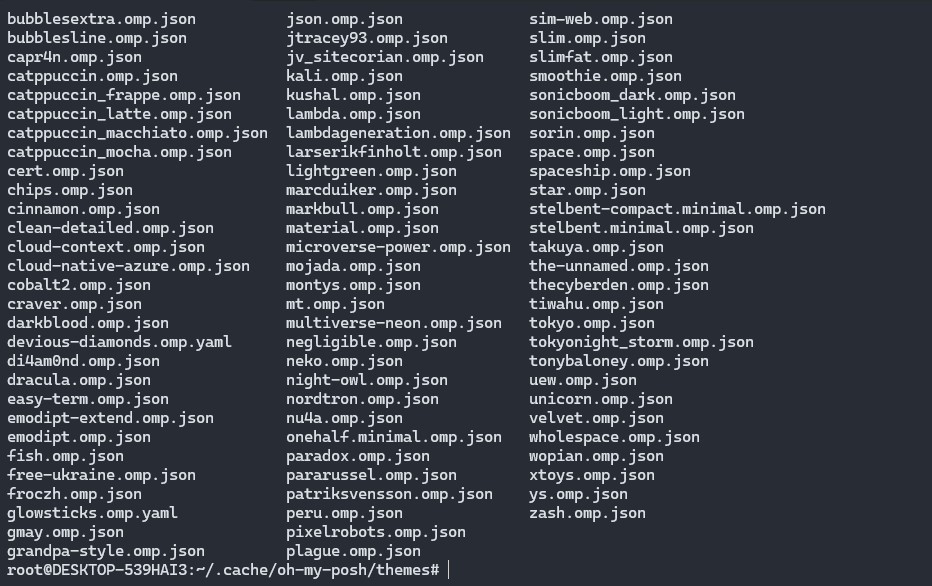 bubblesextra.omp.json json.omp.json sim-web.omp.json
bubblesline.omp.json jtracey93.omp.json slim.omp.json
capr4n.omp.json jv_sitecorian.omp.json slimfat.omp.json
catppuccin.omp.json kali.omp.json smoothie.omp.json
catppuccin_frappe.omp.json kushal.omp.json sonicboom_dark.omp.json
catppuccin_latte.omp.json lambda.omp.json sonicboom_light.omp.json
catppuccin_macchiato.omp.json lambdageneration.omp.json sorin.omp.json
catppuccin_mocha.omp.json larserikfinholt.omp.json space.omp.json
cert.omp.json lightgreen.omp.json spaceship.omp.json
chips.omp.json marcduiker.omp.json star.omp.json
cinnamon.omp.json markbull.omp.json stelbent-compact.minimal.omp.json
clean-detailed.omp.json material.omp.json stelbent.minimal.omp.json
cloud-context.omp.json microverse-power.omp.json takuya.omp.json
cloud-native-azure.omp.json mojada.omp.json the-unnamed.omp.json
cobalt2.omp.json montys.omp.json thecyberden.omp.json
craver.omp.json mt.omp.json tiwahu.omp.json
darkblood.omp.json multiverse-neon.omp.json tokyo.omp.json
devious-diamonds.omp.yaml negligible.omp.json tokyonight_storm.omp.json
di4am0nd.omp.json neko.omp.json tonybaloney.omp.json
dracula.omp.json night-owl.omp.json uew.omp.json
easy-term.omp.json nordtron.omp.json unicorn.omp.json
emodipt-extend.omp.json nu4a.omp.json velvet.omp.json
emodipt.omp.json onehalf.minimal.omp.json wholespace.omp.json
fish.omp.json paradox.omp.json wopian.omp.json
free-ukraine.omp.json pararussel.omp.json xtoys.omp.json
froczh.omp.json patriksvensson.omp.json ys.omp.json
glowsticks.omp.yaml peru.omp.json zash.omp.json
gmay.omp.json pixelrobots.omp.json
grandpa-style.omp.json plague.omp.json
root@DESKTOP-539HAI3:~/.cache/oh-my-posh/themes#